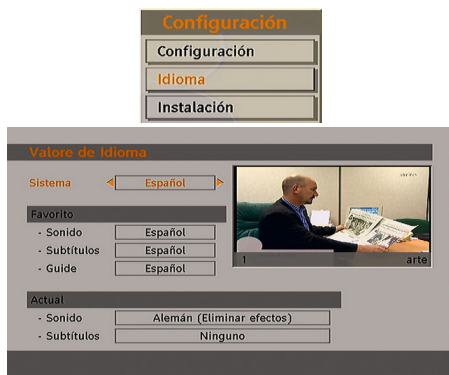 Configuración
Configuración
Idioma
Instalación
Valore de Idioma
Sistema Español
Favorito
- Sonido Español
- Subtítulos Español
- Guide Español
1 arte
Actual
- Sonido Alemán (Eliminar efectos)
- Subtítulos Ninguno